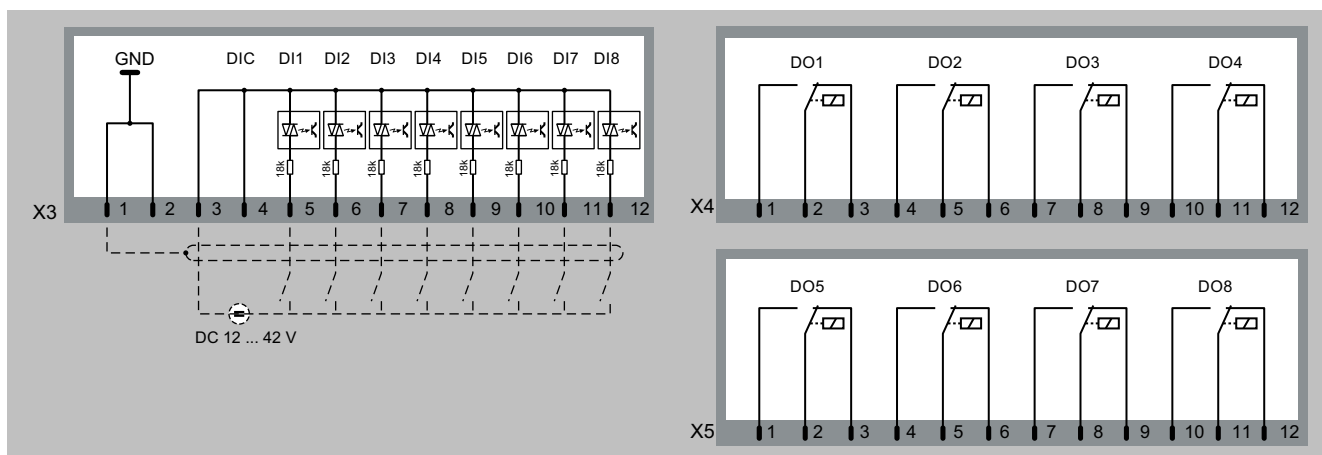 GND DIC DI1 DI2 DI3 DI4 DI5 DI6 DI7 DI8
18k 18k 18k 18k 18k 18k 18k 18k
X3 1 2 3 4 5 6 7 8 9 10 11 12
DC 12 ... 42 V
DO1 DO2 DO3 DO4
X4 1 2 3 4 5 6 7 8 9 10 11 12
DO5 DO6 DO7 DO8
X5 1 2 3 4 5 6 7 8 9 10 11 12